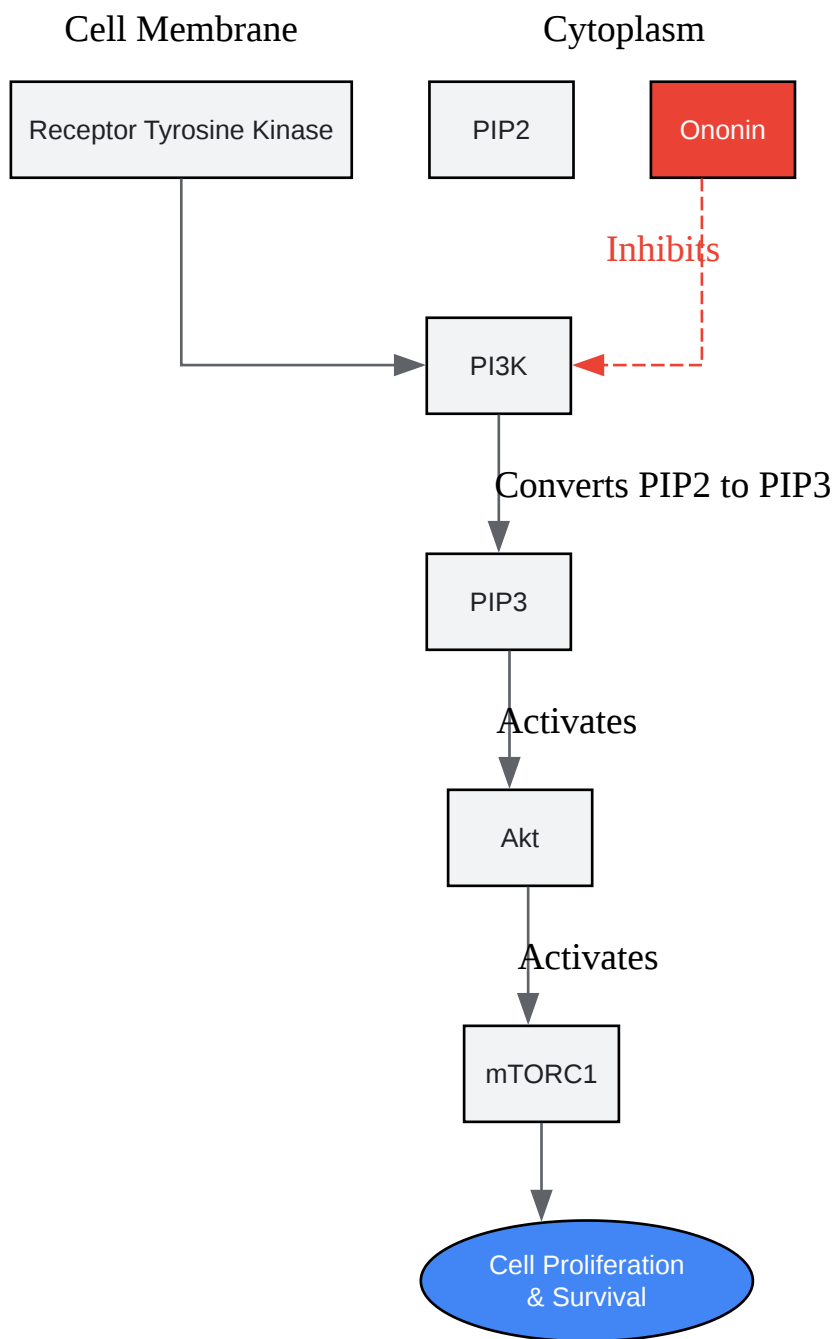 Cell Membrane
Cytoplasm
Receptor Tyrosine Kinase
PIP2
Ononin
Inhibits
PI3K
Converts PIP2 to PIP3
PIP3
Activates
Akt
Activates
mTORC1
Cell Proliferation
& Survival